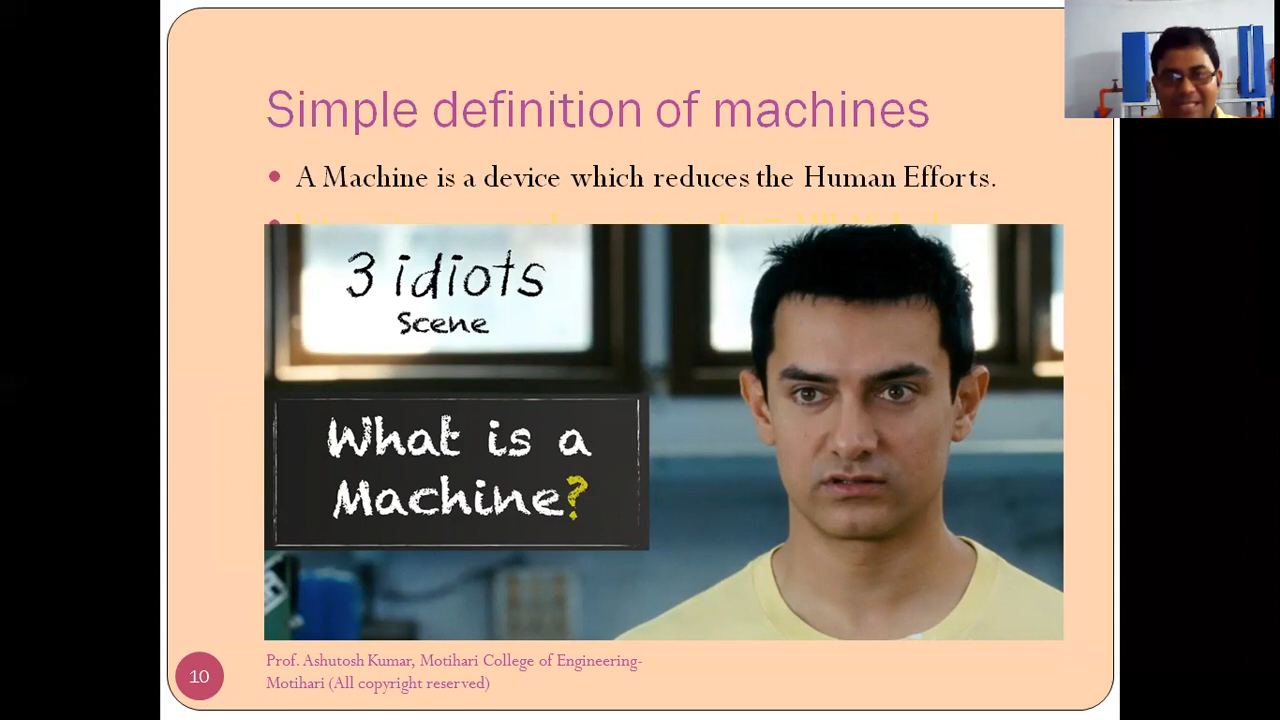 Simple definition of machines
• A Machine is a device which reduces the Human Efforts.
3 idiots
Scene
What is a
Machine?
Prof. Ashutosh Kumar, Motihari College of Engineering-
Motihari (All copyright reserved)
10